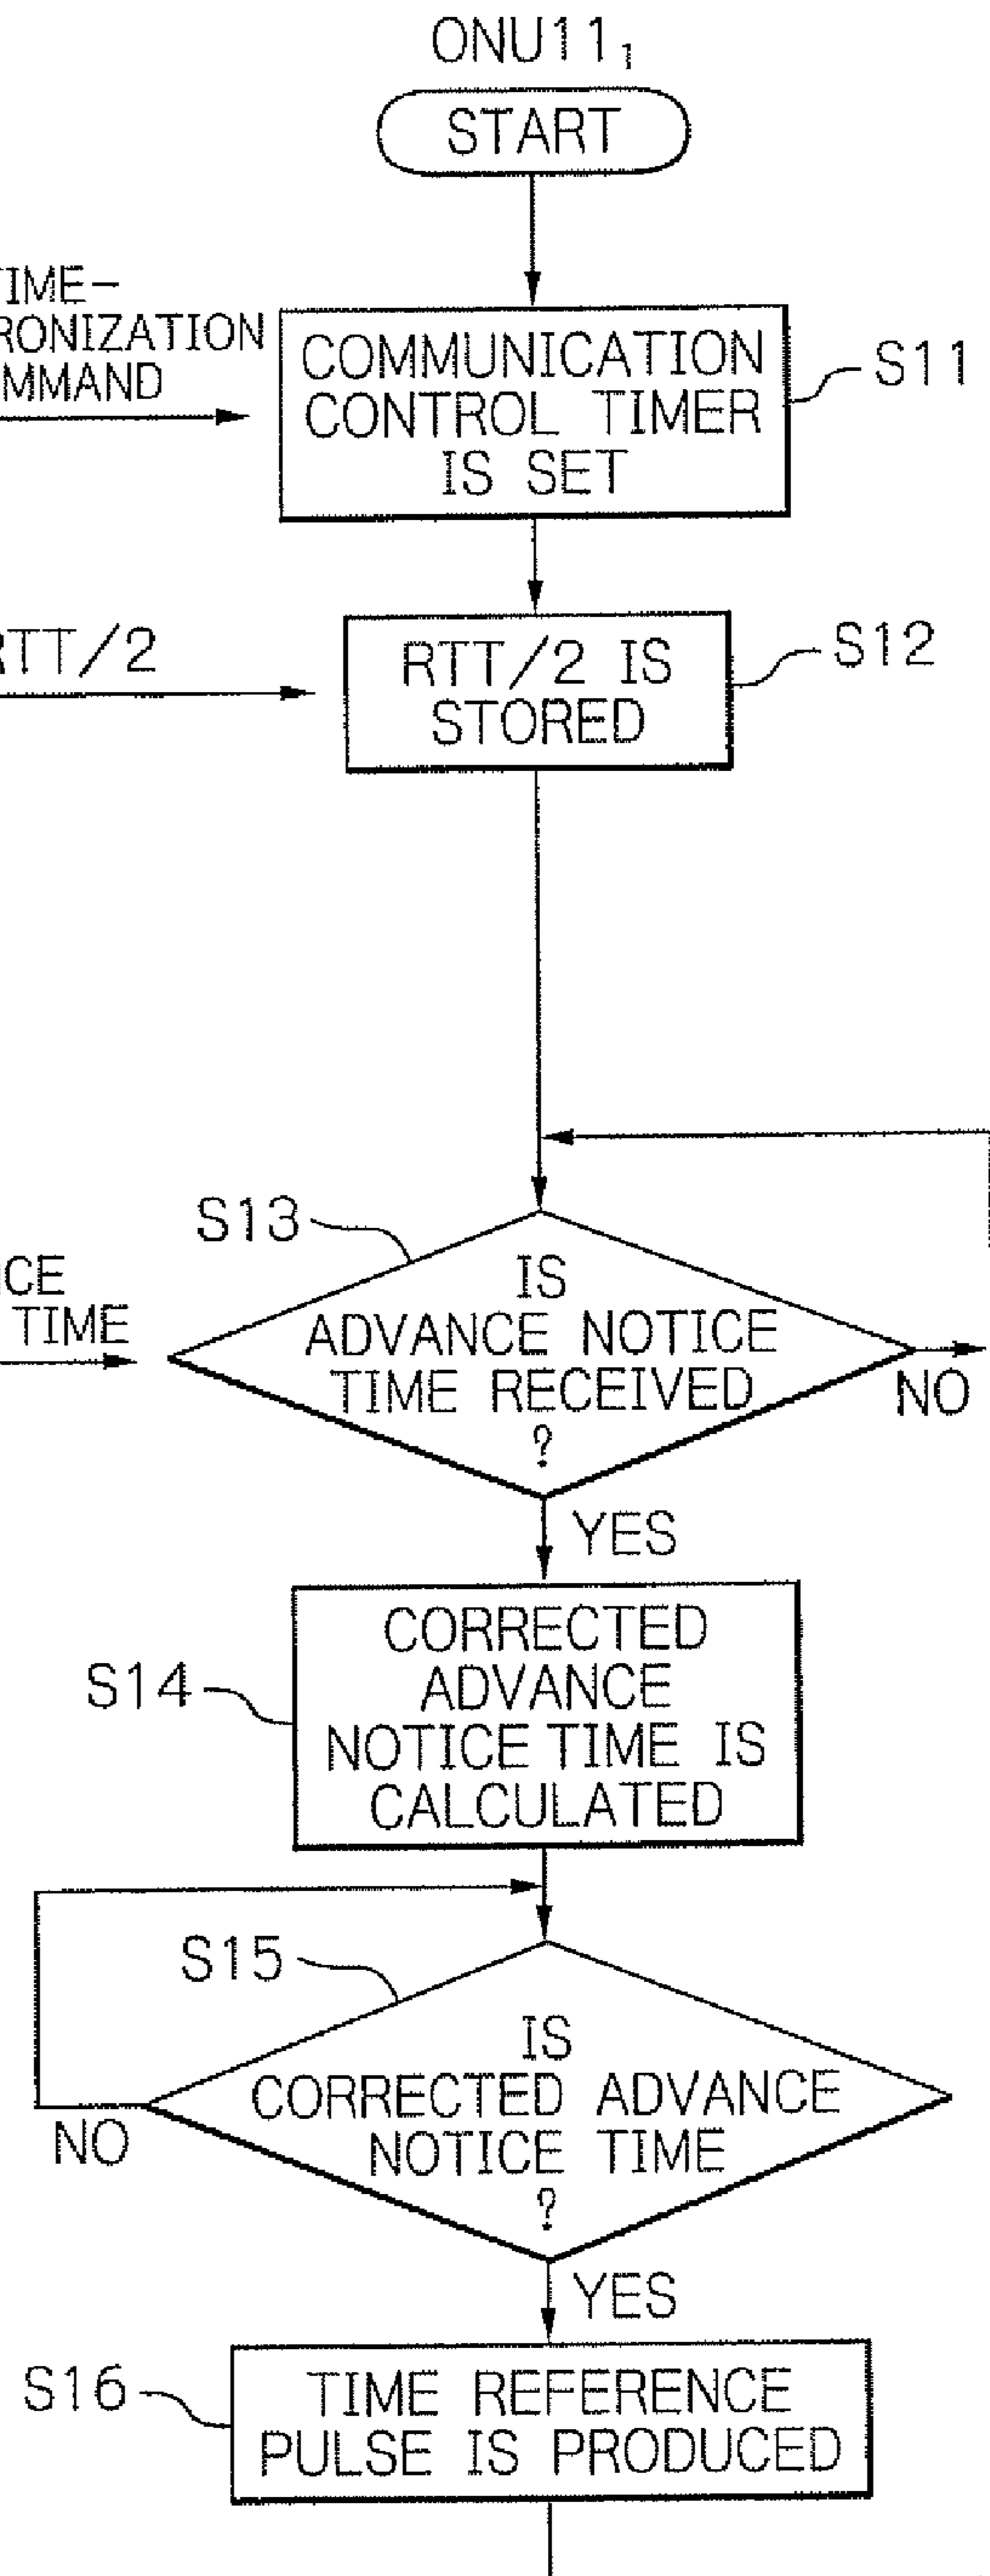 ONU11₁
START
TIME-
RONIZATION
MMAND
COMMUNICATION
CONTROL TIMER
IS SET
S11
RTT/2
RTT/2 IS
STORED
S12
S13
CE
TIME
IS
ADVANCE NOTICE
TIME RECEIVED
?
NO
YES
CORRECTED
ADVANCE
NOTICE TIME IS
CALCULATED
S14
S15
IS
CORRECTED ADVANCE
NOTICE TIME
?
NO
YES
S16
TIME REFERENCE
PULSE IS PRODUCED